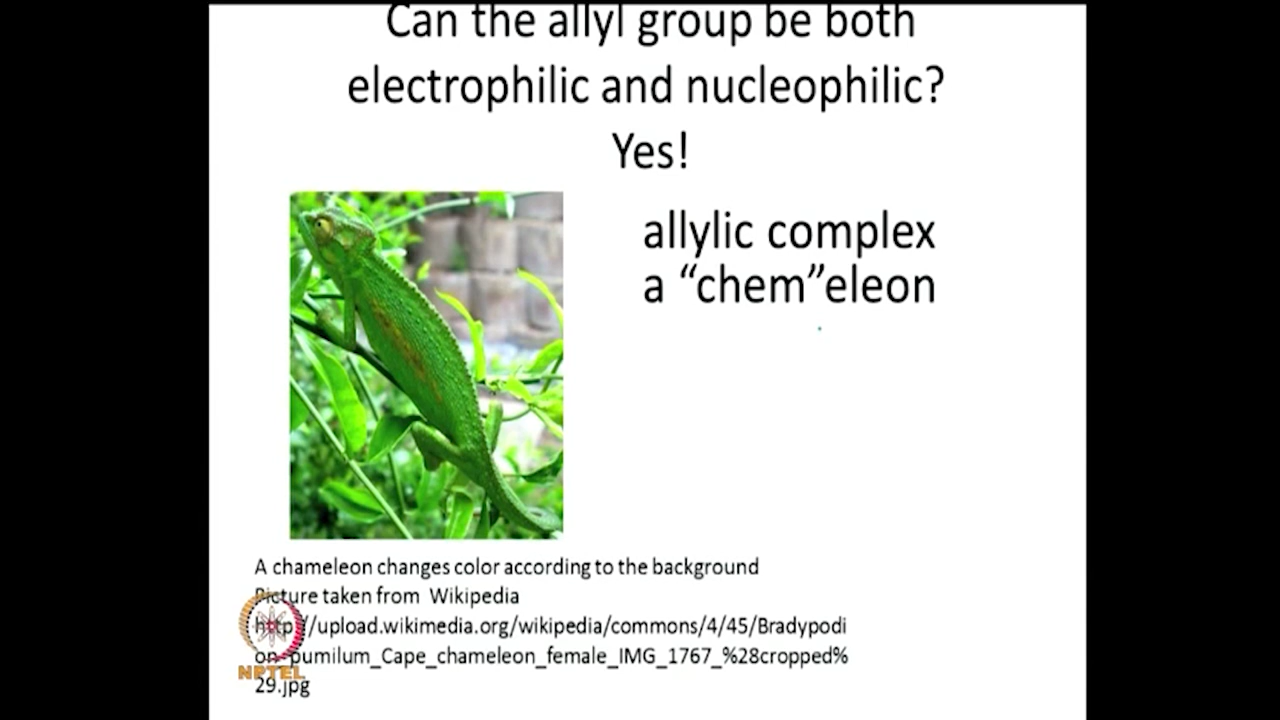 Can the allyl group be both
electrophilic and nucleophilic?
Yes!
allylic complex
a “chem”eleon
A chameleon changes color according to the background
Picture taken from Wikipedia
http://upload.wikimedia.org/wikipedia/commons/4/45/Bradypodi
on_pumilum_Cape_chameleon_female_IMG_1767_%28cropped%
29.jpg
NPTEL